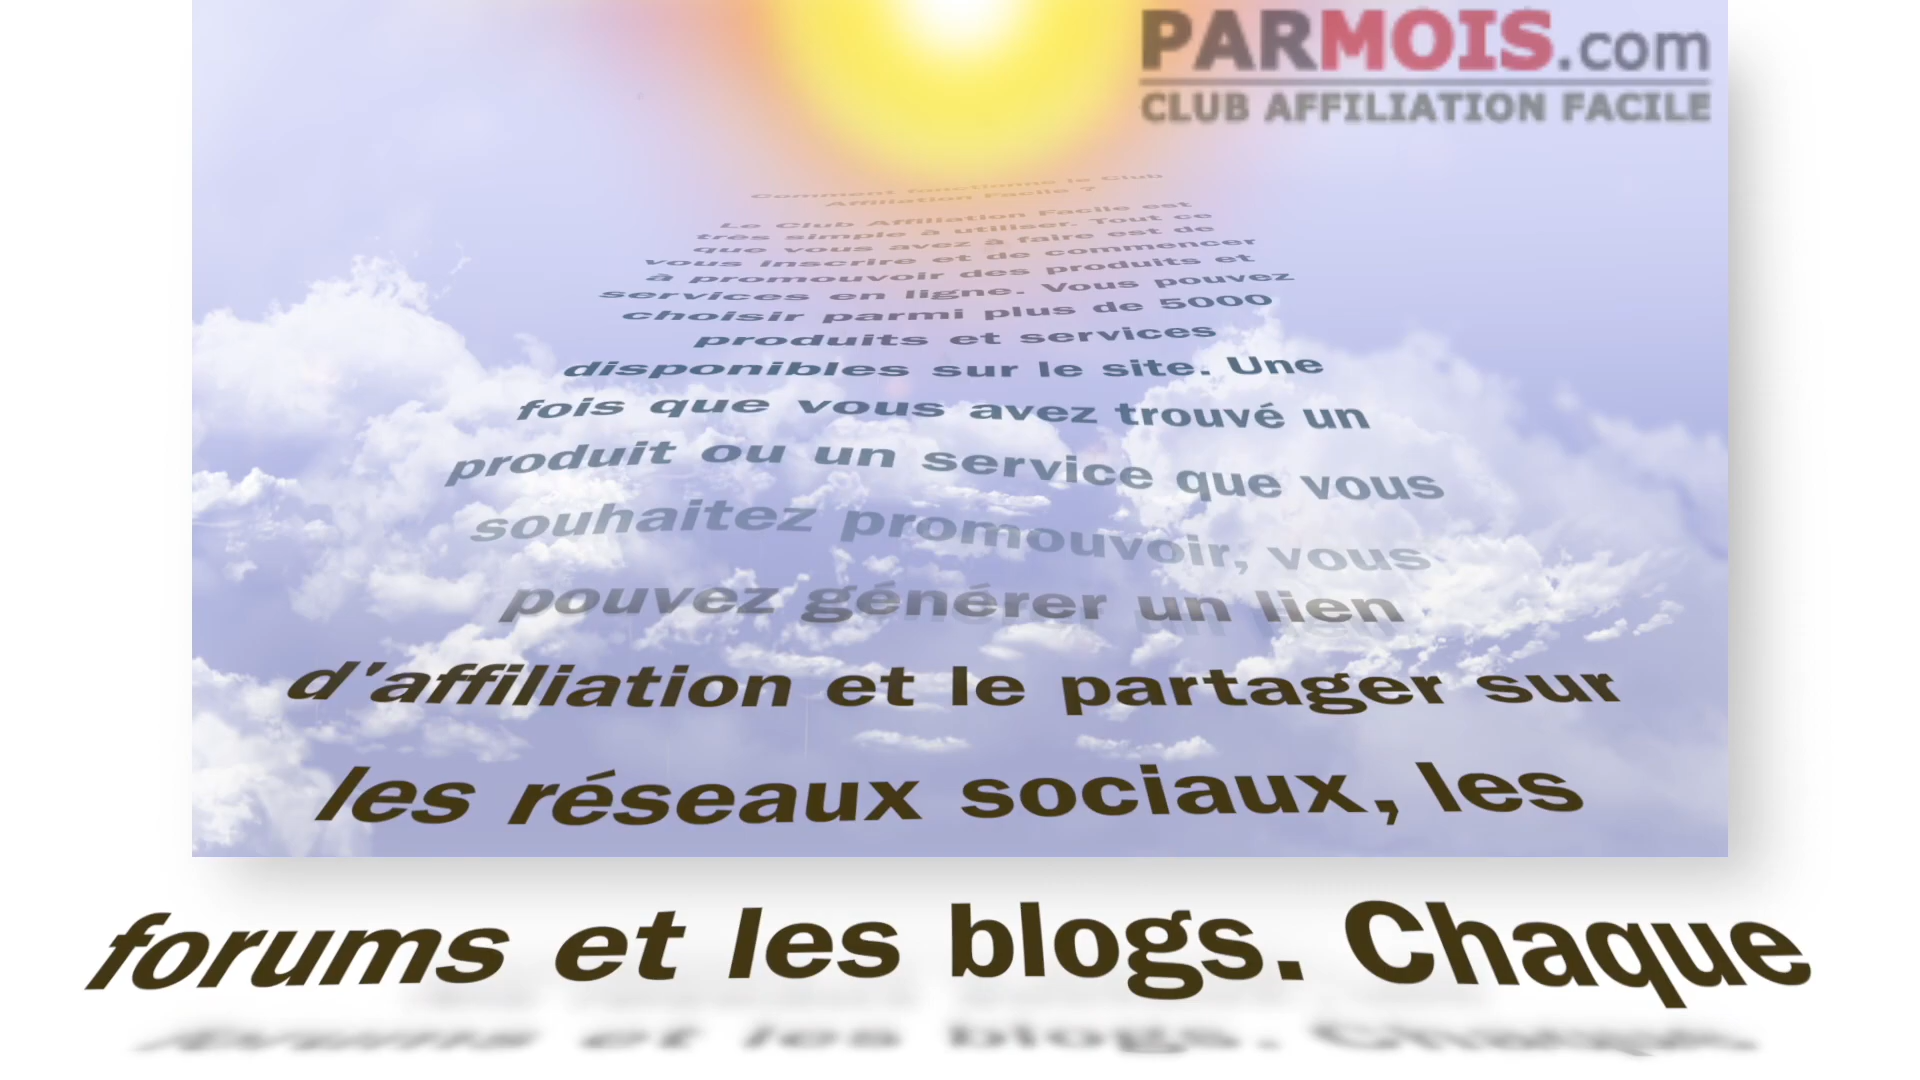 PARMOIS.com
CLUB AFFILIATION FACILE
Comment fonctionne le Club
Affiliation Facile ?
Le Club Affiliation Facile est
très simple à utiliser. Tout ce
que vous avez à faire est de
vous inscrire et de commencer
à promouvoir des produits et
services en ligne. Vous pouvez
choisir parmi plus de 5000
produits et services
disponibles sur le site. Une
fois que vous avez trouvé un
produit ou un service que vous
souhaitez promouvoir, vous
pouvez générer un lien
d'affiliation et le partager sur
les réseaux sociaux, les
forums et les blogs. Chaque